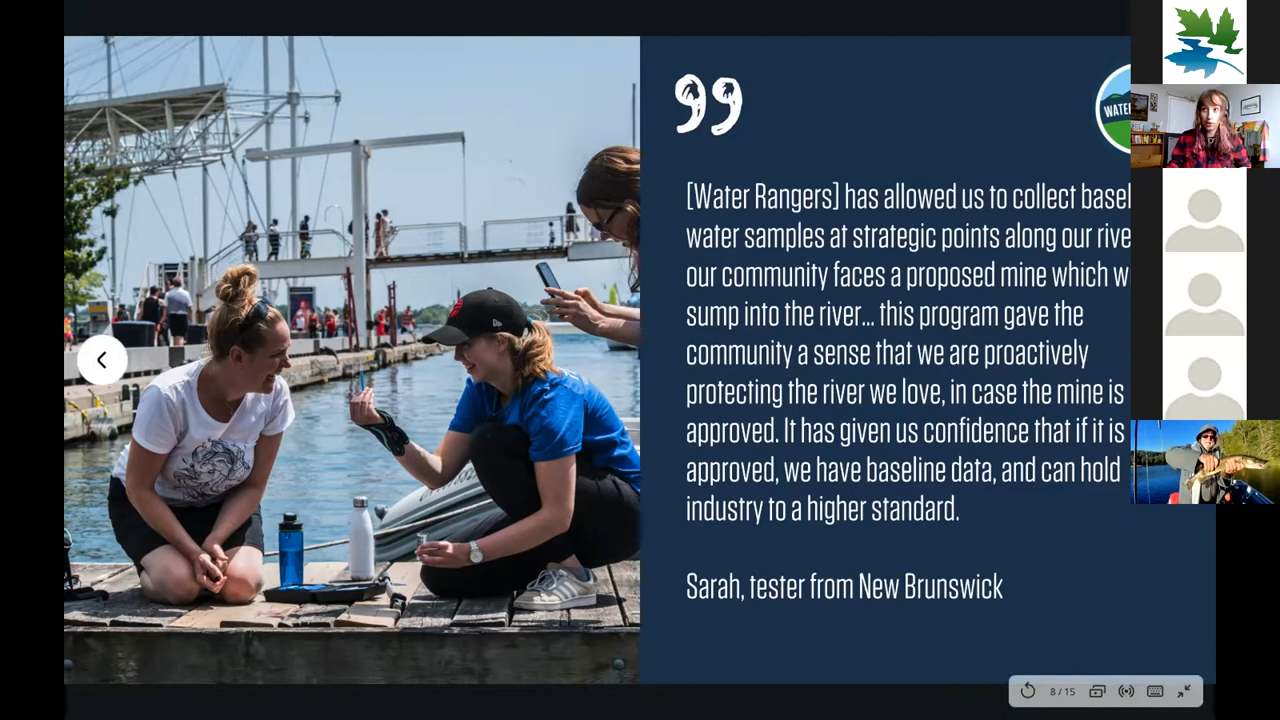 WATER
[Water Rangers] has allowed us to collect basel
water samples at strategic points along our rive
our community faces a proposed mine which w
sump into the river... this program gave the
community a sense that we are proactively
protecting the river we love, in case the mine is
approved. It has given us confidence that if it is
approved, we have baseline data, and can hold
industry to a higher standard.
Sarah, tester from New Brunswick
8/15